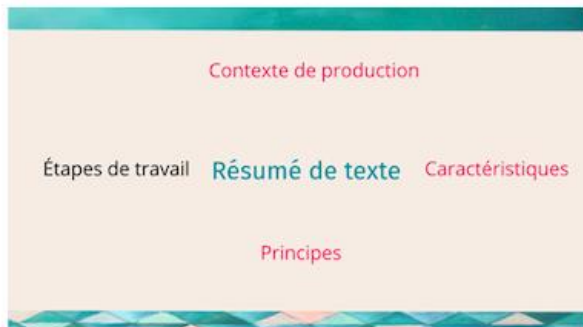 Contexte de production
Étapes de travail Résumé de texte Caractéristiques
Principes